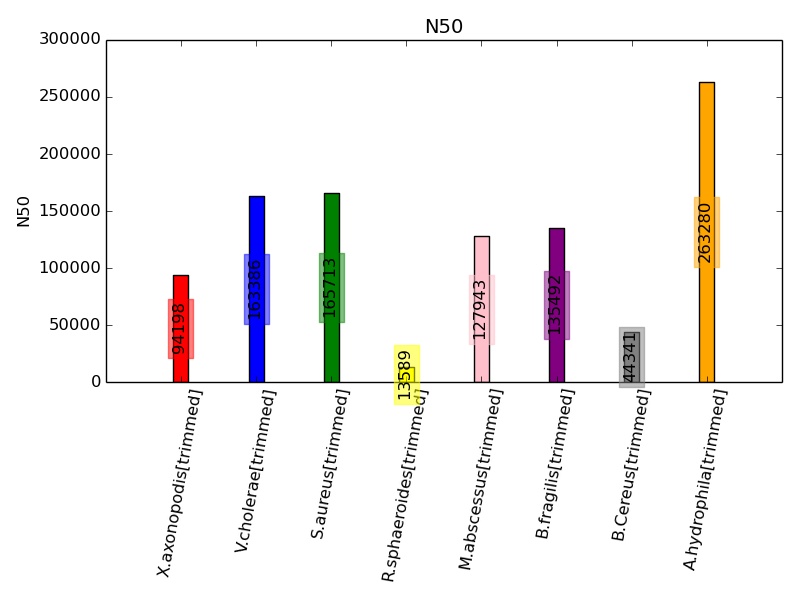 N50
300000
250000
200000
150000
100000
50000
0
N50
94198
163386
165713
13589
127943
135492
44341
263280
X.axonopodis[trimmed]
V.cholerae[trimmed]
S.aureus[trimmed]
R.sphaeroides[trimmed]
M.abscessus[trimmed]
B.fragilis[trimmed]
B.Cereus[trimmed]
A.hydrophila[trimmed]